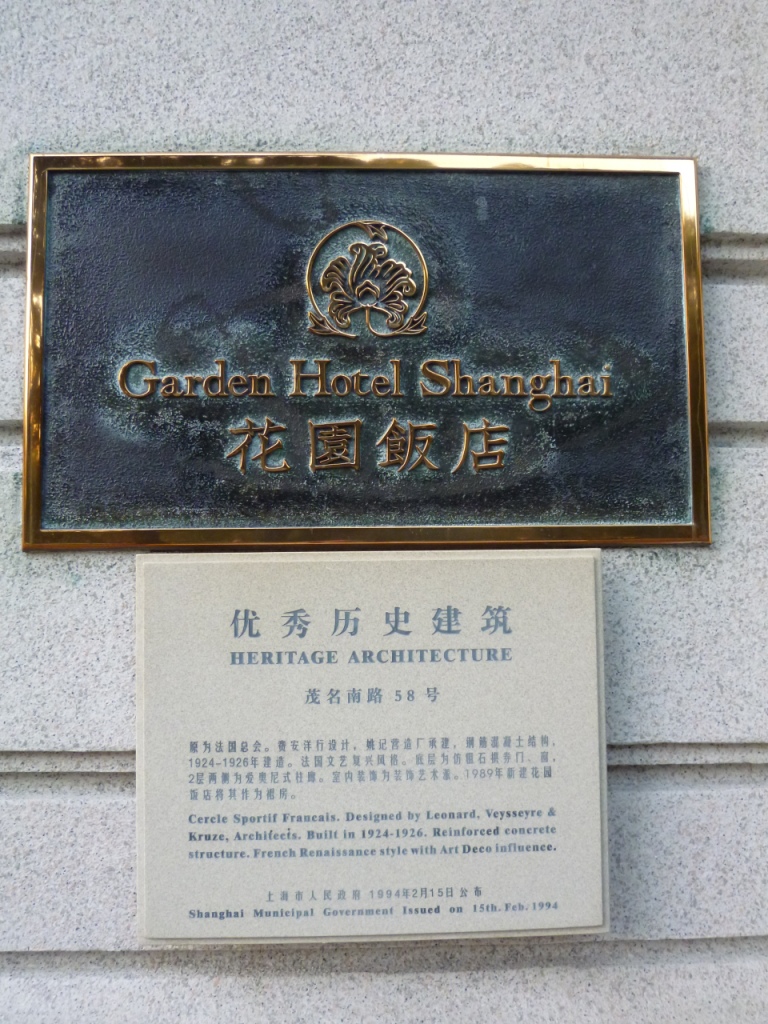 Garden Hotel Shanghai
花園飯店
优秀历史建筑
HERITAGE ARCHITECTURE
茂名南路 58 号
原为法国总会。赉安洋行设计，姚记营造厂承建，钢筋混凝土结构，
1924-1926年建造。法国文艺复兴风格。底层为仿粗石拱券门、窗，
2层两侧为爱奥尼式柱廊。室内装饰为装饰艺术派。1989年新建花园
饭店将其作为裙房。
Cercle Sportif Francais. Designed by Leonard, Veysseyre &
Kruze, Architects. Built in 1924-1926. Reinforced concrete
structure. French Renaissance style with Art Deco influence.
上海市人民政府 1994年2月15日公布
Shanghai Municipal Government Issued on 15th. Feb. 1994